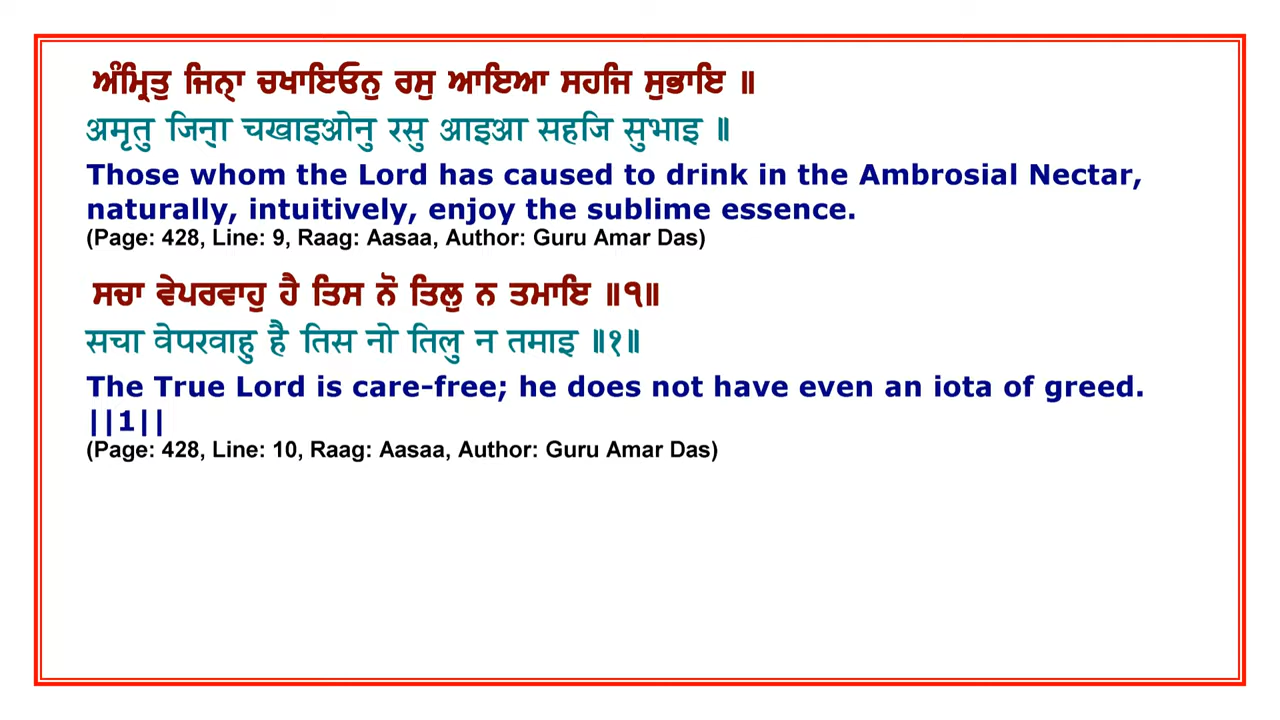 ਅੰਮ੍ਰਿਤੁ ਜਿਨ੍ਹਾ ਚਖਾਇਓਨੁ ਰਸੁ ਆਇਆ ਸਹਜਿ ਸੁਭਾਇ ॥
अमृतु जिन्हा चखाइओनु रसु आइआ सहजि सुभाइ ॥
Those whom the Lord has caused to drink in the Ambrosial Nectar,
naturally, intuitively, enjoy the sublime essence.
(Page: 428, Line: 9, Raag: Aasaa, Author: Guru Amar Das)
ਸਚਾ ਵੇਪਰਵਾਹੁ ਹੈ ਤਿਸ ਨੋ ਤਿਲੁ ਨ ਤਮਾਇ ॥੧॥
सचा वेपरवाहु है तिस नो तिलु न तमाइ ॥१॥
The True Lord is care-free; he does not have even an iota of greed.
||1||
(Page: 428, Line: 10, Raag: Aasaa, Author: Guru Amar Das)